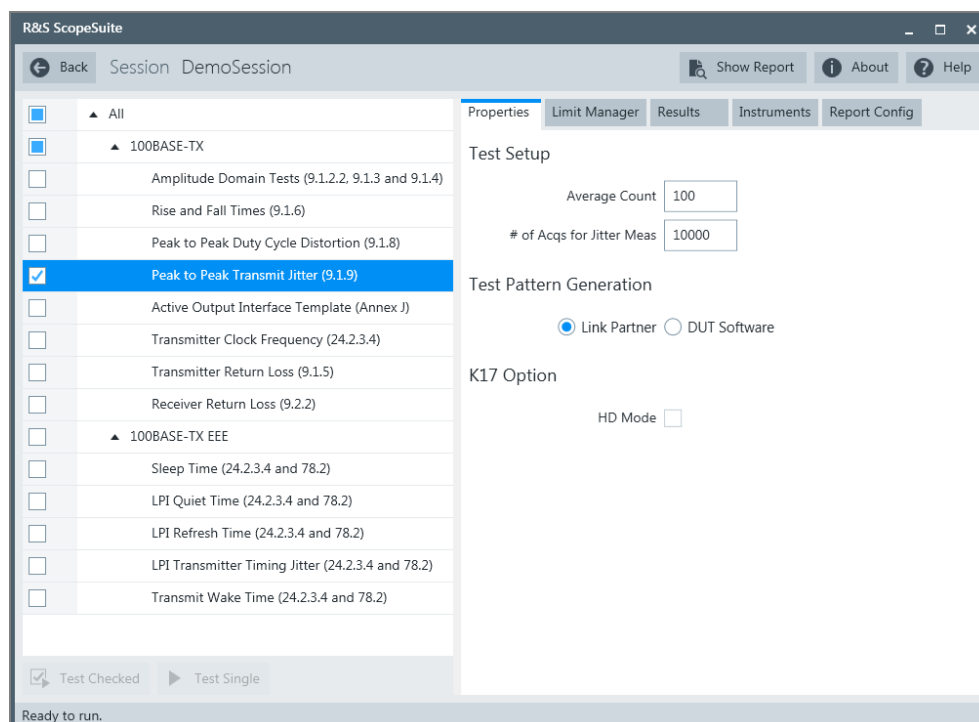 R&S ScopeSuite
Back Session DemoSession Show Report About Help
All
100BASE-TX
Amplitude Domain Tests (9.1.2.2, 9.1.3 and 9.1.4)
Rise and Fall Times (9.1.6)
Peak to Peak Duty Cycle Distortion (9.1.8)
Peak to Peak Transmit Jitter (9.1.9)
Active Output Interface Template (Annex J)
Transmitter Clock Frequency (24.2.3.4)
Transmitter Return Loss (9.1.5)
Receiver Return Loss (9.2.2)
100BASE-TX EEE
Sleep Time (24.2.3.4 and 78.2)
LPI Quiet Time (24.2.3.4 and 78.2)
LPI Refresh Time (24.2.3.4 and 78.2)
LPI Transmitter Timing Jitter (24.2.3.4 and 78.2)
Transmit Wake Time (24.2.3.4 and 78.2)
Test Checked Test Single
Properties Limit Manager Results Instruments Report Config
Test Setup
Average Count 100
# of Acqs for Jitter Meas 10000
Test Pattern Generation
Link Partner DUT Software
K17 Option
HD Mode
Ready to run.